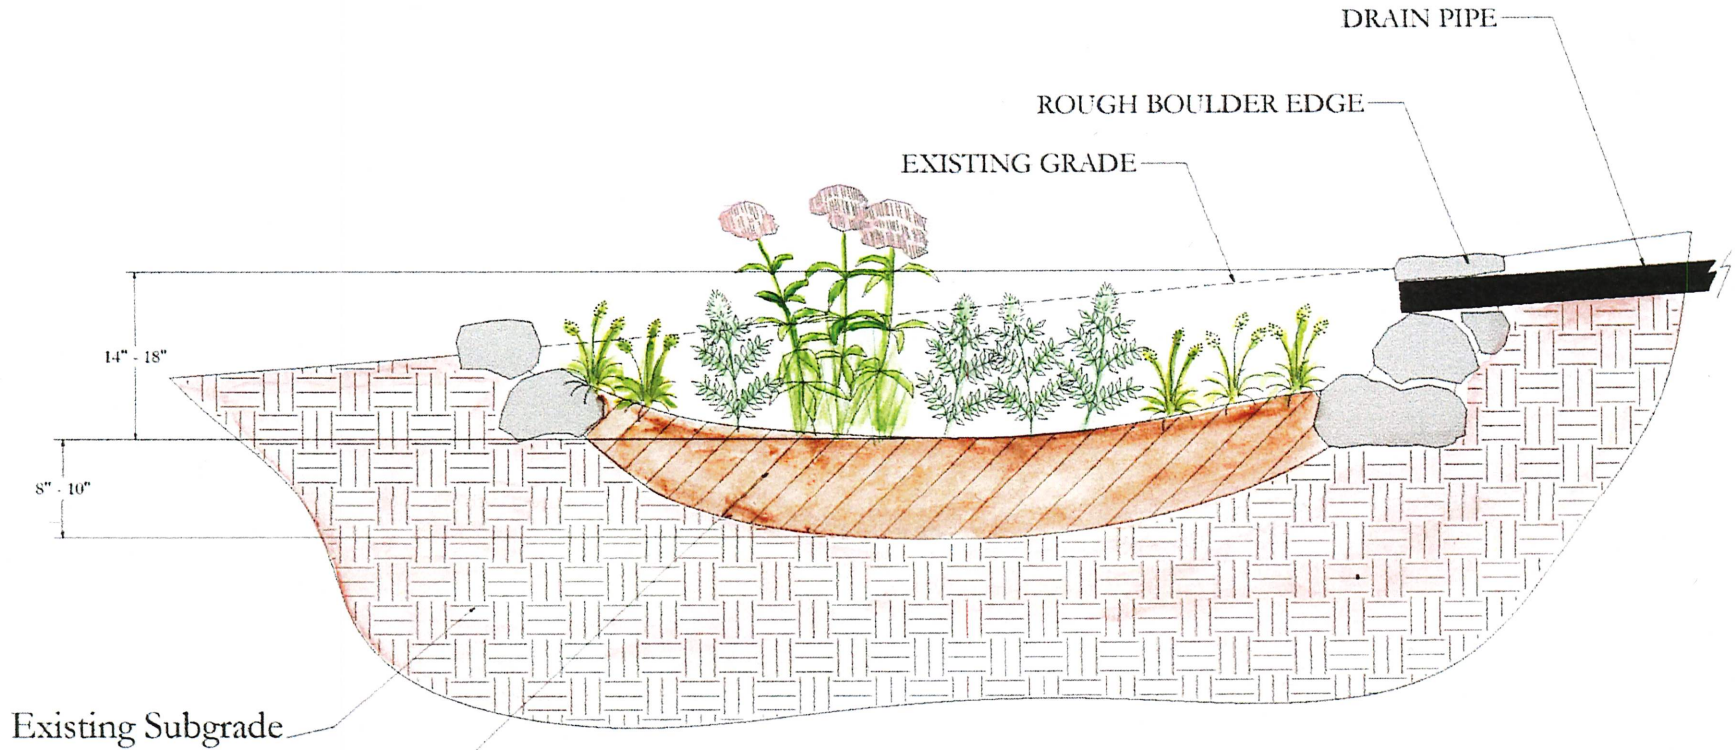 DRAIN PIPE
ROUGH BOULDER EDGE
EXISTING GRADE
14" - 18"
8" - 10"
Existing Subgrade